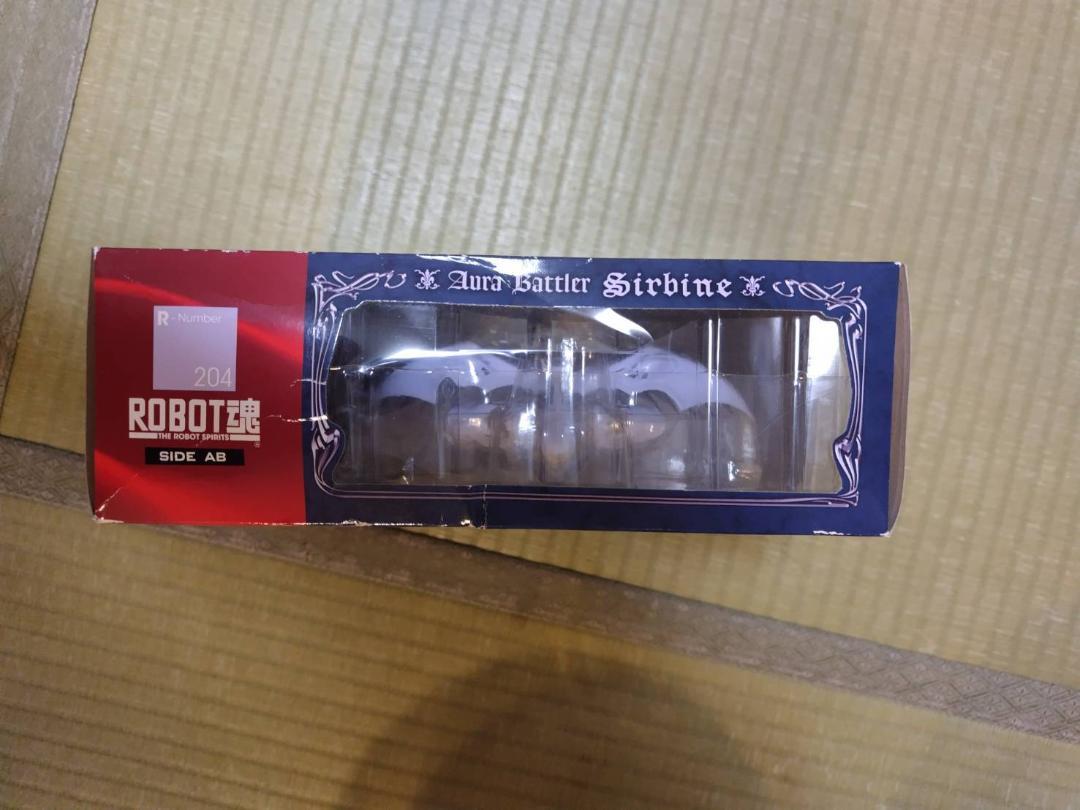 R-Number
204
ROBOT魂
THE ROBOT SPIRITS
SIDE AB
Aura Battler Sirbine